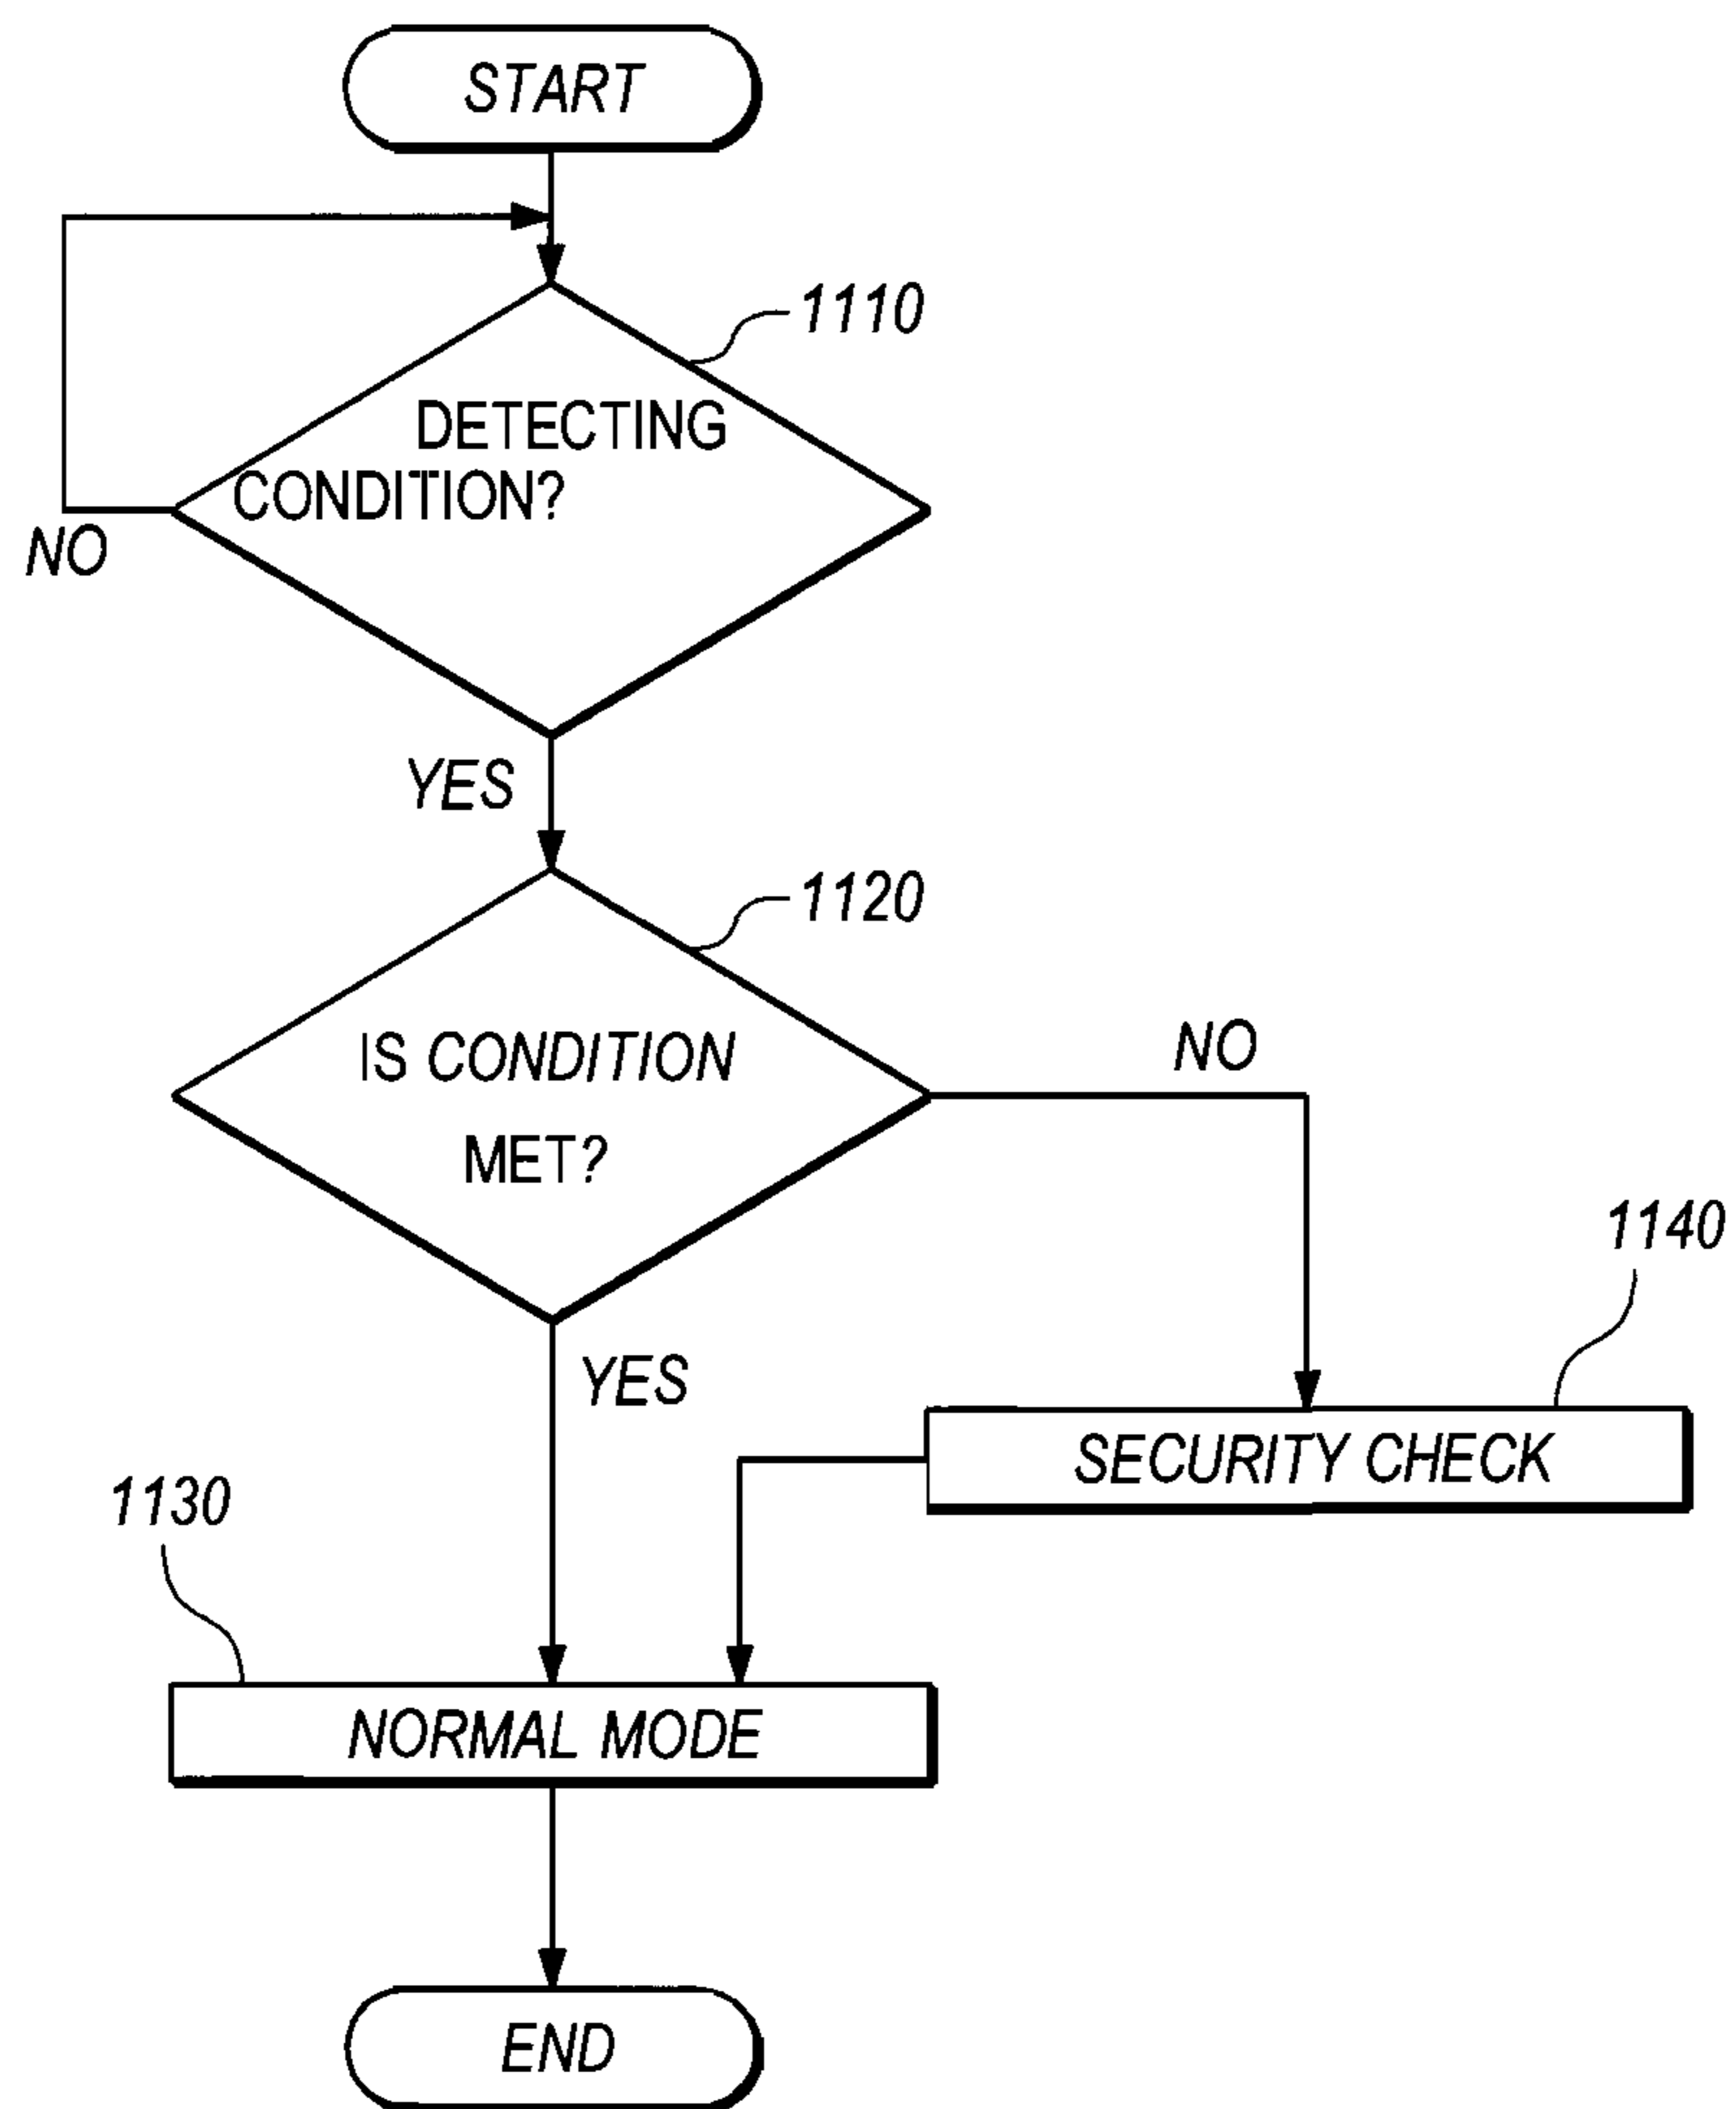 START
1110
DETECTING
CONDITION?
NO
YES
1120
IS CONDITION
MET?
NO
YES
1140
SECURITY CHECK
1130
NORMAL MODE
END